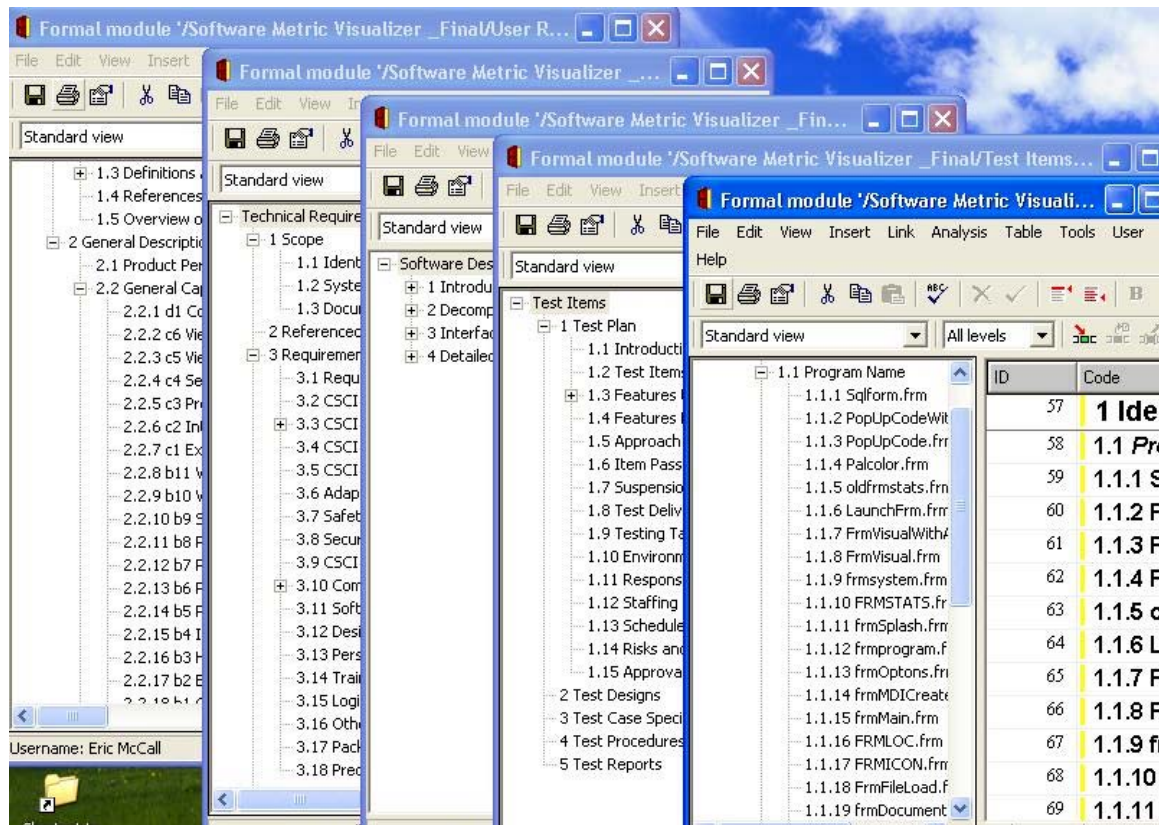 Formal module '/Software Metric Visualizer _Final/User R...
File Edit View Insert
Standard view
1.3 Definitions
1.4 References
1.5 Overview o
2 General Descriptio
2.1 Product Per
2.2 General Cap
2.2.1 d1 Co
2.2.2 c6 Vie
2.2.3 c5 Vie
2.2.4 c4 Se
2.2.5 c3 Pr
2.2.6 c2 In
2.2.7 c1 Ex
2.2.8 b11
2.2.9 b10
2.2.10 b9 S
2.2.11 b8 F
2.2.12 b7 F
2.2.13 b6 F
2.2.14 b5 F
2.2.15 b4 I
2.2.16 b3 H
2.2.17 b2 E
2.2.18 b1
Username: Eric McCall
Formal module '/Software Metric Visualizer _...
File Edit View In
Standard view
Technical Require
1 Scope
1.1 Ident
1.2 Syste
1.3 Docu
2 Referenced
3 Requiremen
3.1 Requ
3.2 CSCI
3.3 CSCI
3.4 CSCI
3.5 CSCI
3.6 Adap
3.7 Safet
3.8 Secur
3.9 CSCI
3.10 Com
3.11 Soft
3.12 Desi
3.13 Pers
3.14 Trai
3.15 Logi
3.16 Oth
3.17 Pack
3.18 Prec
Formal module '/Software Metric Visualizer _Fin...
File Edit View
Standard view
Software Des
1 Introdu
2 Decomp
3 Interfac
4 Detailed
Formal module '/Software Metric Visualizer _Final/Test Items...
File Edit View Insert
Standard view
Test Items
1 Test Plan
1.1 Introducti
1.2 Test Items
1.3 Features
1.4 Features
1.5 Approach
1.6 Item Pass
1.7 Suspensio
1.8 Test Deliv
1.9 Testing Ta
1.10 Environm
1.11 Respons
1.12 Staffing
1.13 Schedule
1.14 Risks and
1.15 Approva
2 Test Designs
3 Test Case Speci
4 Test Procedures
5 Test Reports
Formal module '/Software Metric Visuali...
File Edit View Insert Link Analysis Table Tools User
Help
ABC
B
Standard view All levels
1.1 Program Name
1.1.1 Sqlform.frm
1.1.2 PopUpCodeWit
1.1.3 PopUpCode.frr
1.1.4 Palcolor.frm
1.1.5 oldfrmstats.frn
1.1.6 LaunchFrm.frm
1.1.7 FrmVisualWithA
1.1.8 FrmVisual.frm
1.1.9 frmsystem.frm
1.1.10 FRMSTATS.fr
1.1.11 frmSplash.frm
1.1.12 frmprogram.f
1.1.13 frmOptons.fr
1.1.14 frmMDICreate
1.1.15 frmMain.frm
1.1.16 FRMLOC.frm
1.1.17 FRMICON.frm
1.1.18 FrmFileLoad.f
1.1.19 frmDocument
ID Code
57 1 Ide
58 1.1 Pr
59 1.1.1 S
60 1.1.2 F
61 1.1.3 F
62 1.1.4 F
63 1.1.5 o
64 1.1.6 L
65 1.1.7 F
66 1.1.8 F
67 1.1.9 f
68 1.1.10
69 1.1.11